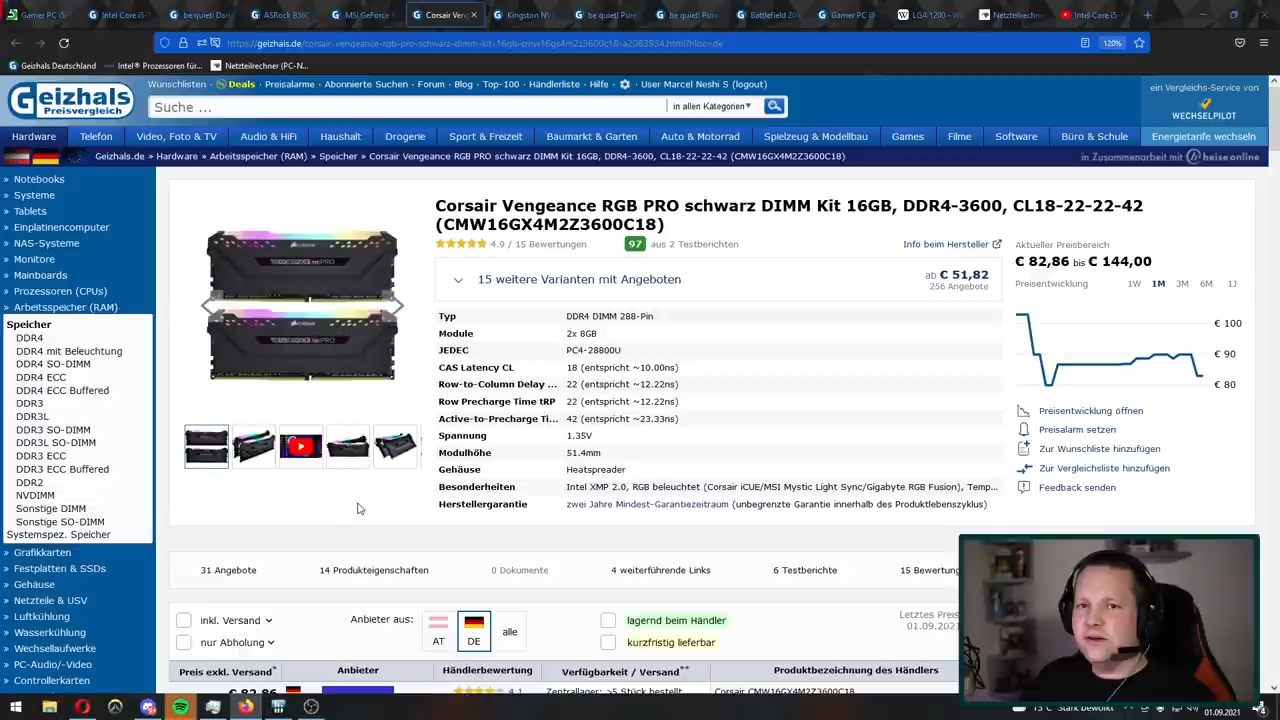 Gamer PC i5-
Intel Core i5-
be quiet! Dar
ASRock B560
MSI GeForce
Corsair Ven
Kingston NV
be quiet! Pure
be quiet! Pure
Battlefield 204
Gamer PC i5-
LGA 1200 - W
Netzteilrechne
Intel Core i5-
https://geizhals.de/corsair-vengeance-rgb-pro-schwarz-dimm-kit-16gb-cmw16gx4m2z3600c18-a2083934.html?hloc=de
120%
Geizhals Deutschland
Intel® Prozessoren für...
Netzteilrechner (PC-N...
Geizhals
Preisvergleich
Wunschlisten · Deals · Preisalarme · Abonnierte Suchen · Forum · Blog · Top-100 · Händlerliste · Hilfe · User Marcel Neshi S (logout)
Suche ...
in allen Kategorien
ein Vergleichs-Service von
WECHSELPILOT
Hardware
Telefon
Video, Foto & TV
Audio & HiFi
Haushalt
Drogerie
Sport & Freizeit
Baumarkt & Garten
Auto & Motorrad
Spielzeug & Modellbau
Games
Filme
Software
Büro & Schule
Energietarife wechseln
Geizhals.de » Hardware » Arbeitsspeicher (RAM) » Speicher » Corsair Vengeance RGB PRO schwarz DIMM Kit 16GB, DDR4-3600, CL18-22-22-42 (CMW16GX4M2Z3600C18)
in Zusammenarbeit mit heise online
» Notebooks
» Systeme
» Tablets
» Einplatinencomputer
» NAS-Systeme
» Monitore
» Mainboards
» Prozessoren (CPUs)
» Arbeitsspeicher (RAM)
Speicher
DDR4
DDR4 mit Beleuchtung
DDR4 SO-DIMM
DDR4 ECC
DDR4 ECC Buffered
DDR3
DDR3L
DDR3 SO-DIMM
DDR3L SO-DIMM
DDR3 ECC
DDR3 ECC Buffered
DDR2
NVDIMM
Sonstige DIMM
Sonstige SO-DIMM
Systemspez. Speicher
» Grafikkarten
» Festplatten & SSDs
» Gehäuse
» Netzteile & USV
» Luftkühlung
» Wasserkühlung
» Wechsellaufwerke
» PC-Audio/-Video
» Controllerkarten
Corsair Vengeance RGB PRO schwarz DIMM Kit 16GB, DDR4-3600, CL18-22-22-42
(CMW16GX4M2Z3600C18)
4.9 / 15 Bewertungen
97 aus 2 Testberichten
Info beim Hersteller
15 weitere Varianten mit Angeboten
ab € 51,82
256 Angebote
Typ DDR4 DIMM 288-Pin
Module 2x 8GB
JEDEC PC4-28800U
CAS Latency CL 18 (entspricht ~10.00ns)
Row-to-Column Delay ... 22 (entspricht ~12.22ns)
Row Precharge Time tRP 22 (entspricht ~12.22ns)
Active-to-Precharge Ti... 42 (entspricht ~23.33ns)
Spannung 1.35V
Modulhöhe 51.4mm
Gehäuse Heatspreader
Besonderheiten Intel XMP 2.0, RGB beleuchtet (Corsair iCUE/MSI Mystic Light Sync/Gigabyte RGB Fusion), Temp...
Herstellergarantie zwei Jahre Mindest-Garantiezeitraum (unbegrenzte Garantie innerhalb des Produktlebenszyklus)
Aktueller Preisbereich
€ 82,86 bis € 144,00
Preisentwicklung 1W 1M 3M 6M 1J
€ 100
€ 90
€ 80
Preisentwicklung öffnen
Preisalarm setzen
Zur Wunschliste hinzufügen
Zur Vergleichsliste hinzufügen
Feedback senden
31 Angebote
14 Produkteigenschaften
0 Dokumente
4 weiterführende Links
6 Testberichte
15 Bewertung
inkl. Versand
nur Abholung
Anbieter aus:
AT
DE
alle
lagernd beim Händler
kurzfristig lieferbar
Letztes Preis
01.09.2021
Preis exkl. Versand*
Anbieter
Händlerbewertung
Verfügbarkeit / Versand**
Produktbezeichnung des Händlers
€ 82,86
4.1
Zentrallager: >5 Stück bestellt
Corsair CMW16GX4M2Z3600C18
15°C Stark bewölkt
01.09.2021